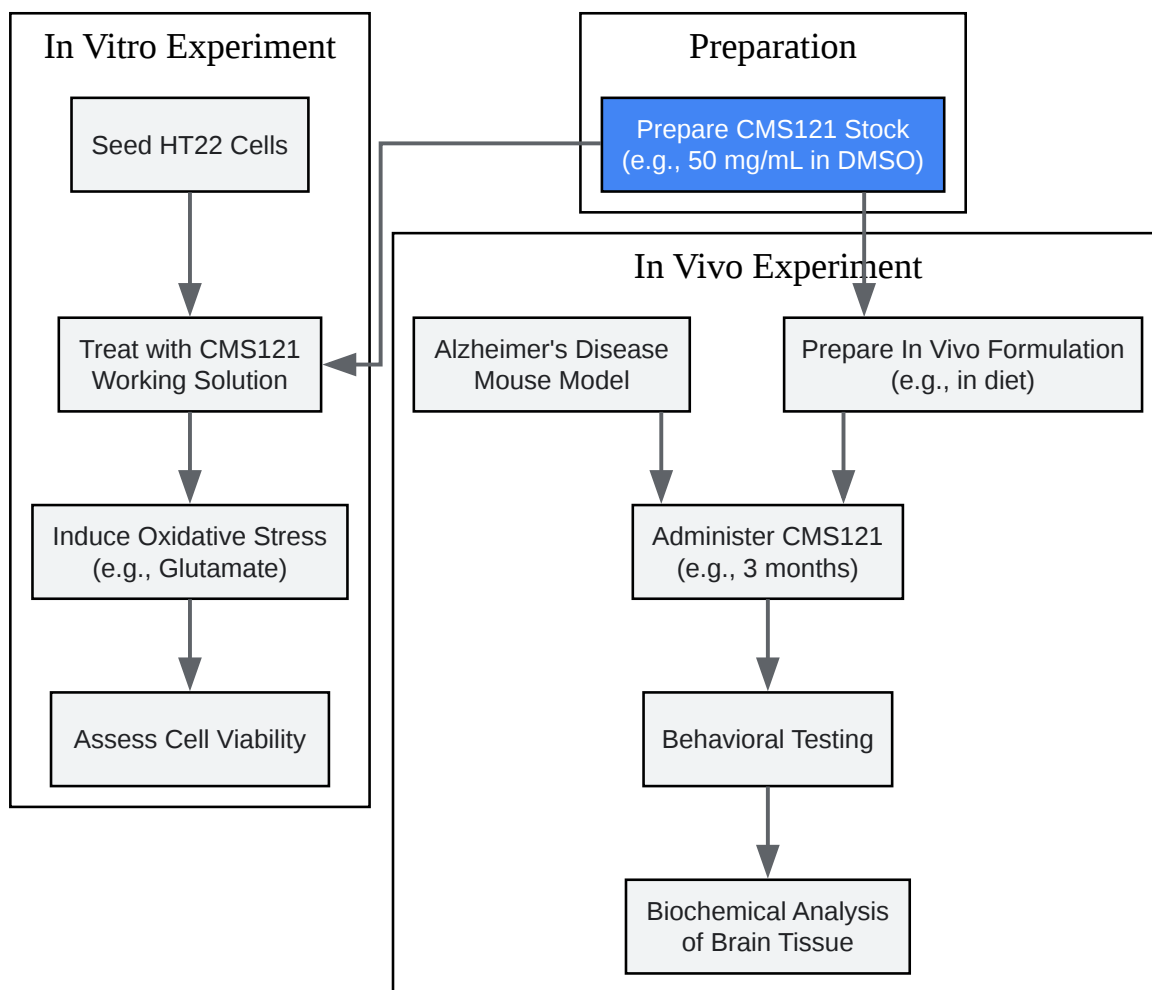 In Vitro Experiment
Seed HT22 Cells
Treat with CMS121
Working Solution
Induce Oxidative Stress
(e.g., Glutamate)
Assess Cell Viability
Preparation
Prepare CMS121 Stock
(e.g., 50 mg/mL in DMSO)
In Vivo Experiment
Alzheimer's Disease
Mouse Model
Prepare In Vivo Formulation
(e.g., in diet)
Administer CMS121
(e.g., 3 months)
Behavioral Testing
Biochemical Analysis
of Brain Tissue